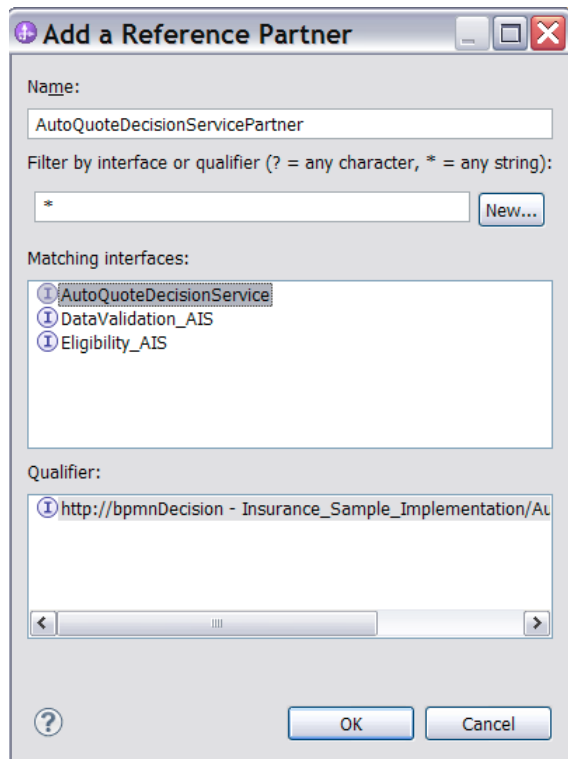 Add a Reference Partner
Name:
AutoQuoteDecisionServicePartner
Filter by interface or qualifier (? = any character, * = any string):
*
New...
Matching interfaces:
AutoQuoteDecisionService
DataValidation_AIS
Eligibility_AIS
Qualifier:
http://bpmnDecision - Insurance_Sample_Implementation/Au
OK
Cancel